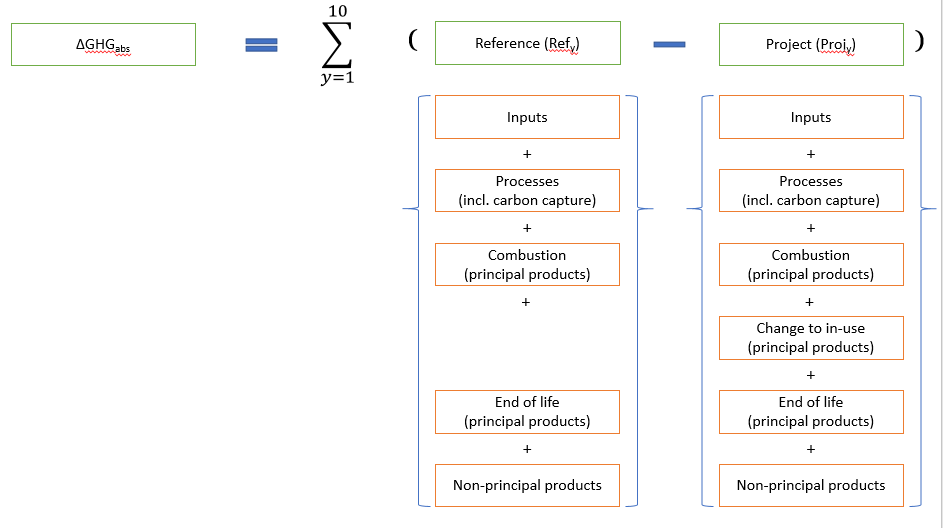 ΔGHGabs = 10 ∑ y=1 ( Reference (Refy) − Project (Projy) )
Inputs Inputs
+ +
Processes Processes
(incl. carbon capture) (incl. carbon capture)
+ +
Combustion Combustion
(principal products) (principal products)
+ +
Change to in-use
(principal products)
+
End of life End of life
(principal products) (principal products)
+ +
Non-principal products Non-principal products